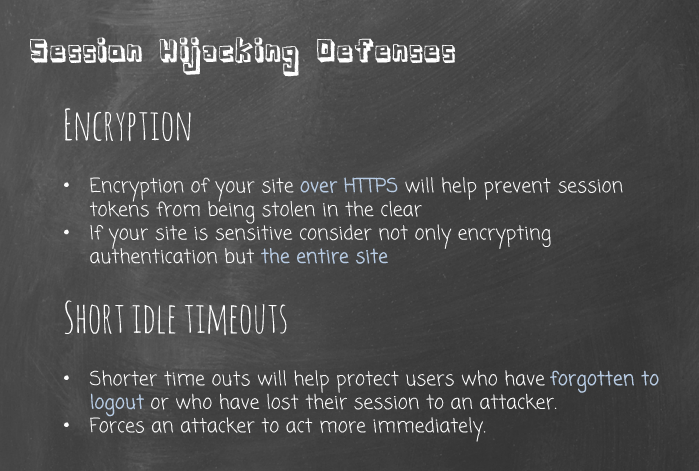 Session Hijacking Defenses
Encryption
• Encryption of your site over HTTPS will help prevent session
tokens from being stolen in the clear
• If your site is sensitive consider not only encrypting
authentication but the entire site
Short idle timeouts
• Shorter time outs will help protect users who have forgotten to
logout or who have lost their session to an attacker.
• Forces an attacker to act more immediately.